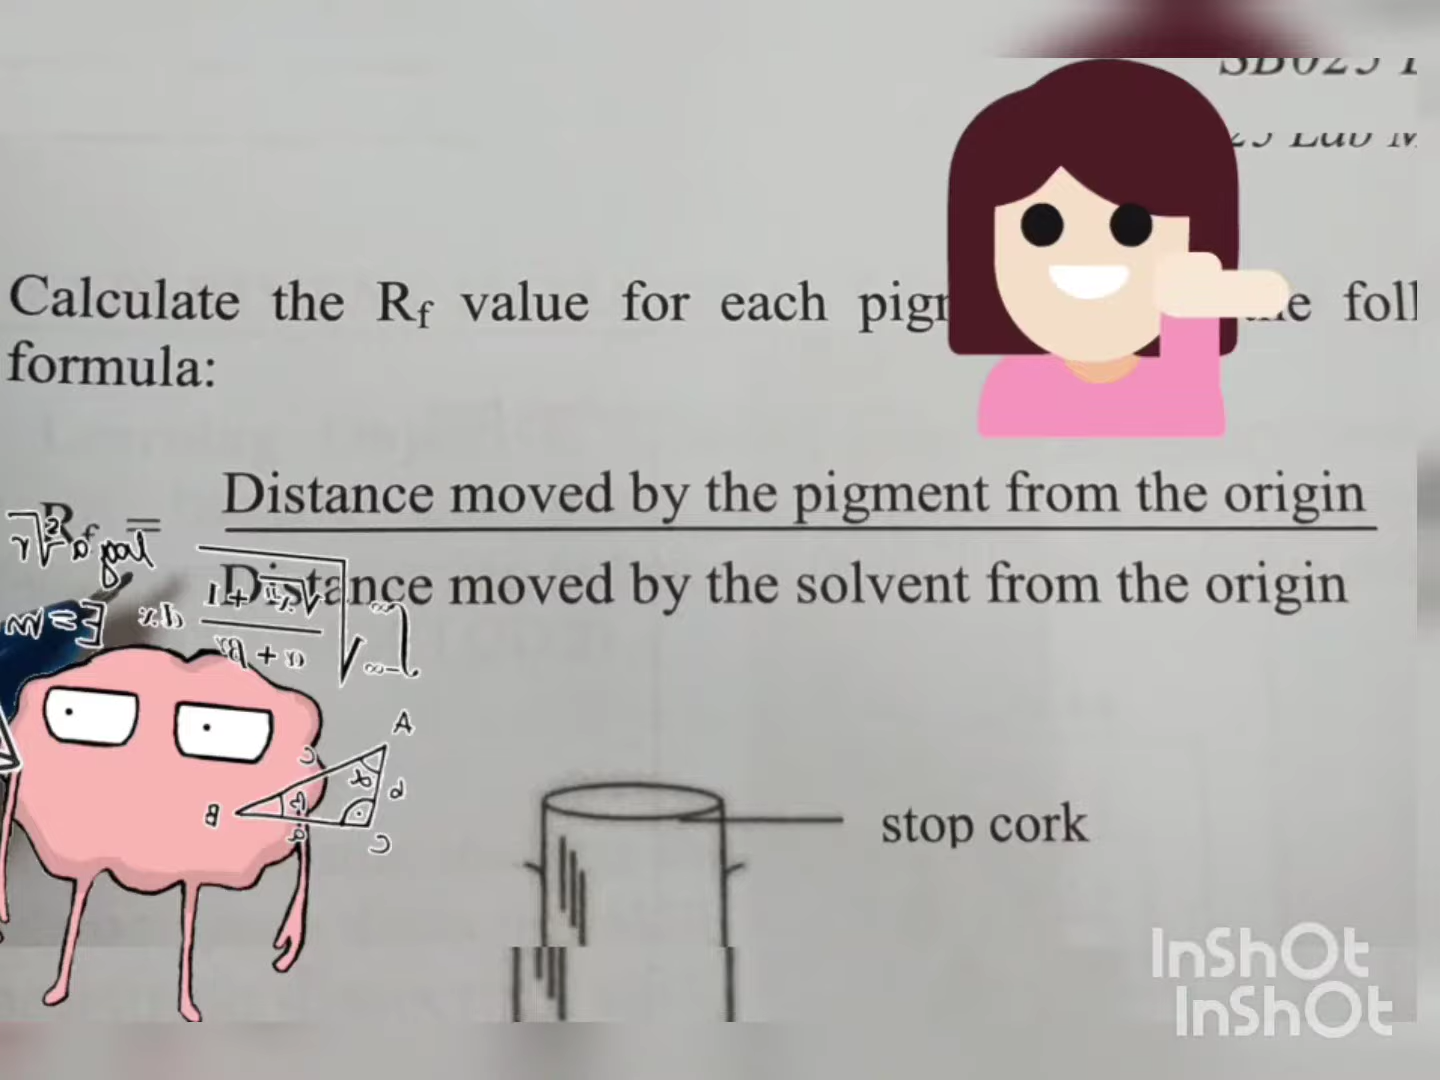 Calculate the Rf value for each foll
formula:
Rf = Distance moved by the pigment from the origin
Distance moved by the solvent from the origin
A
B
stop cork
InShOt
InShOt